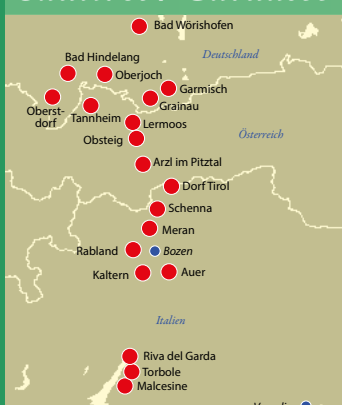 Bad Wörishofen
Deutschland
Bad Hindelang
Oberjoch
Garmisch
Grainau
Oberst-
dorf
Tannheim
Lermoos
Österreich
Obsteig
Arzl im Pitztal
Dorf Tirol
Schenna
Meran
Rabland
Bozen
Kaltern
Auer
Italien
Riva del Garda
Torbole
Malcesine